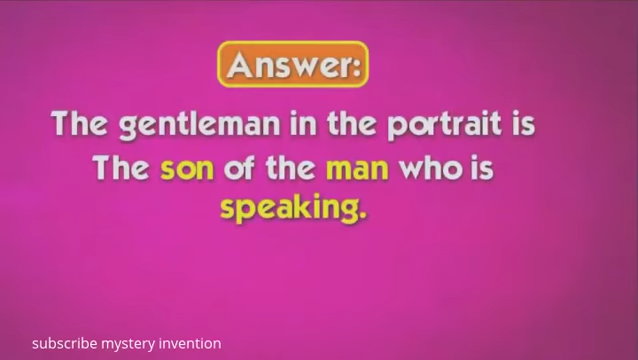 Answer:
The gentleman in the portrait is
The son of the man who is
speaking.
subscribe mystery invention